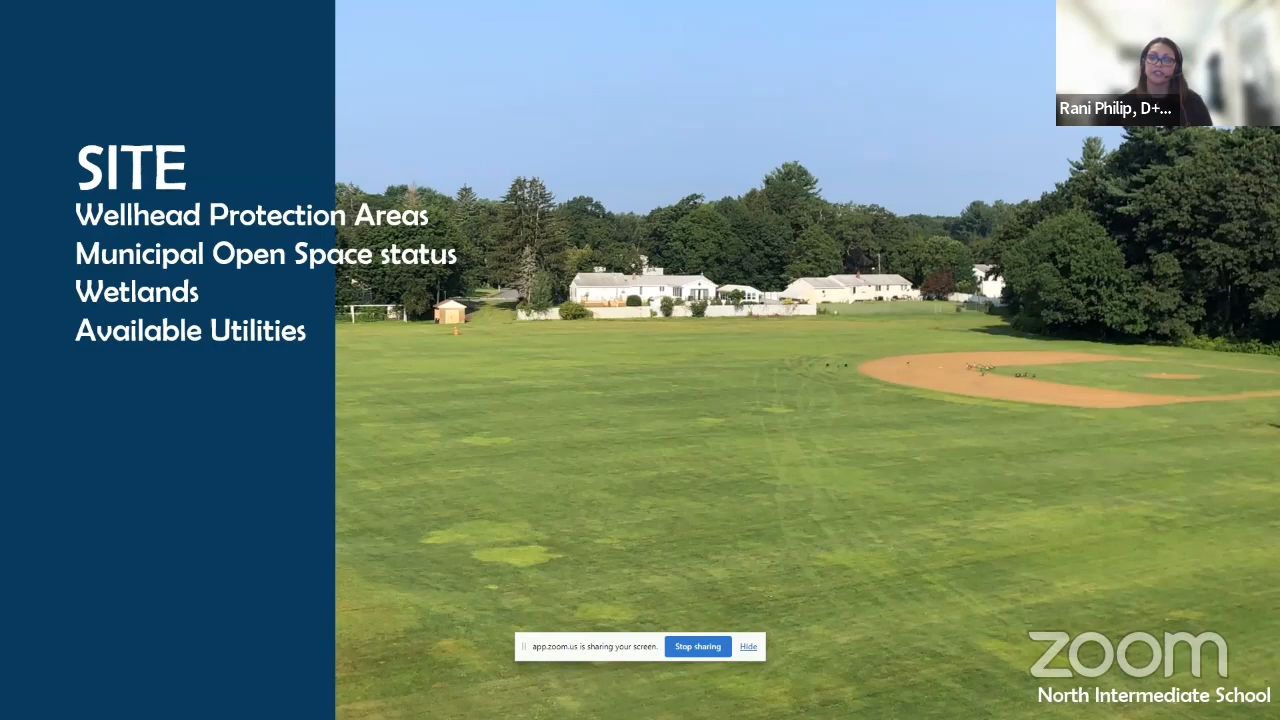 Rani Philip, D+...
SITE
Wellhead Protection Areas
Municipal Open Space status
Wetlands
Available Utilities
app.zoom.us is sharing your screen. Stop sharing Hide
zoom
North Intermediate School